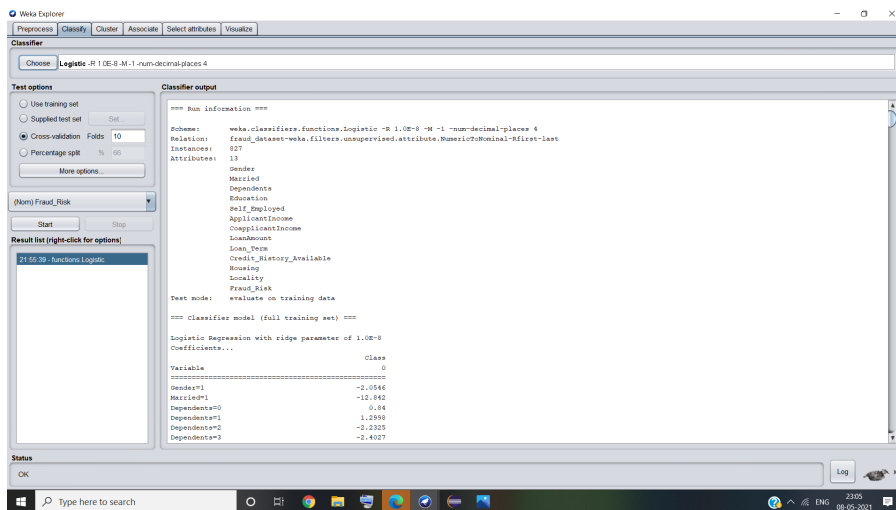 Weka Explorer
Preprocess Classify Cluster Associate Select attributes Visualize
Classifier
Choose Logistic -R 1.0E-8 -M -1 -num-decimal-places 4
Test options
Use training set
Supplied test set Set...
Cross-validation Folds 10
Percentage split % 66
More options...
(Nom) Fraud_Risk
Start Stop
Result list (right-click for options)
21:55:39 - functions.Logistic
Classifier output
=== Run information ===
Scheme: weka.classifiers.functions.Logistic -R 1.0E-8 -M -1 -num-decimal-places 4
Relation: fraud_dataset-weka.filters.unsupervised.attribute.NumericToNominal-Rfirst-last
Instances: 827
Attributes: 13
Gender
Married
Dependents
Education
Self_Employed
ApplicantIncome
CoapplicantIncome
LoanAmount
Loan_Term
Credit_History_Available
Housing
Locality
Fraud_Risk
Test mode: evaluate on training data
=== Classifier model (full training set) ===
Logistic Regression with ridge parameter of 1.0E-8
Coefficients...
Class
Variable 0
===================================================
Gender=1 -2.0546
Married=1 -12.842
Dependents=0 0.84
Dependents=1 1.2998
Dependents=2 -2.2325
Dependents=3 -2.4027
Status
OK
Log
x
Type here to search
ENG
23:05
08-05-2021